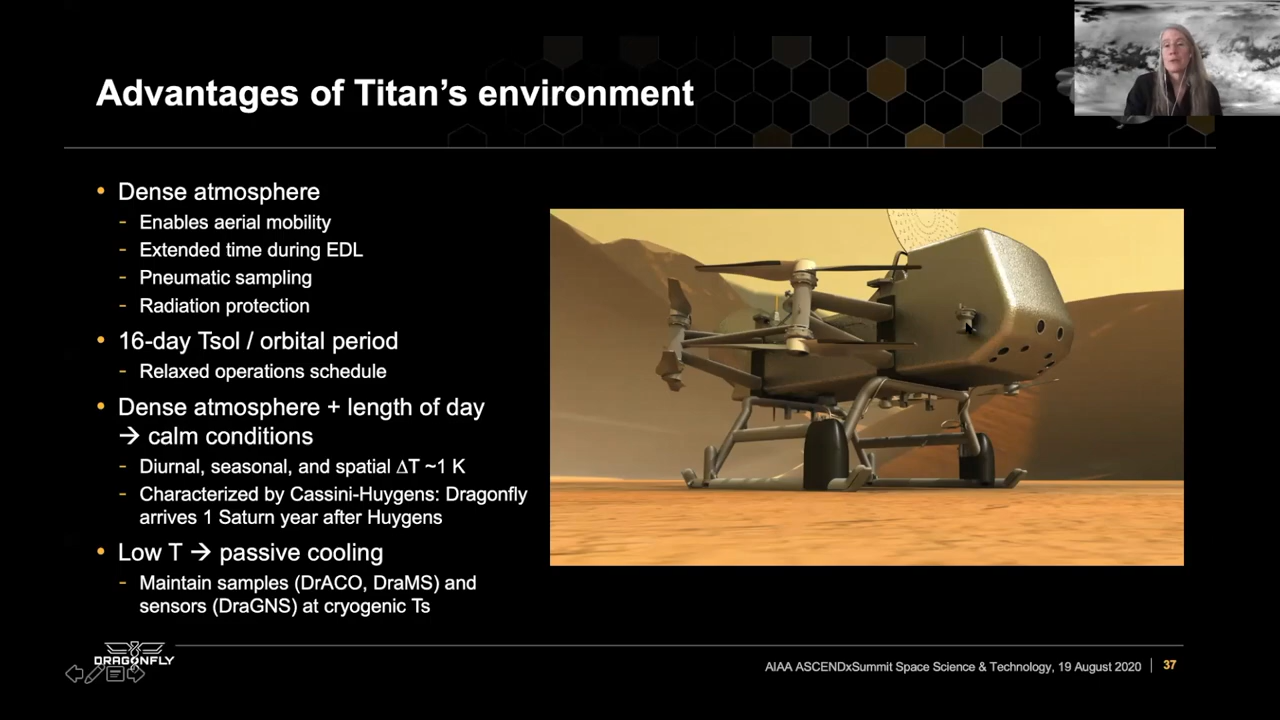 Advantages of Titan's environment
• Dense atmosphere
- Enables aerial mobility
- Extended time during EDL
- Pneumatic sampling
- Radiation protection
• 16-day Tsol / orbital period
- Relaxed operations schedule
• Dense atmosphere + length of day
→ calm conditions
- Diurnal, seasonal, and spatial ΔT ~1 K
- Characterized by Cassini-Huygens: Dragonfly
arrives 1 Saturn year after Huygens
• Low T → passive cooling
- Maintain samples (DrACO, DraMS) and
sensors (DraGNS) at cryogenic Ts
DRAGONFLY
AIAA ASCENDxSummit Space Science & Technology, 19 August 2020 | 37